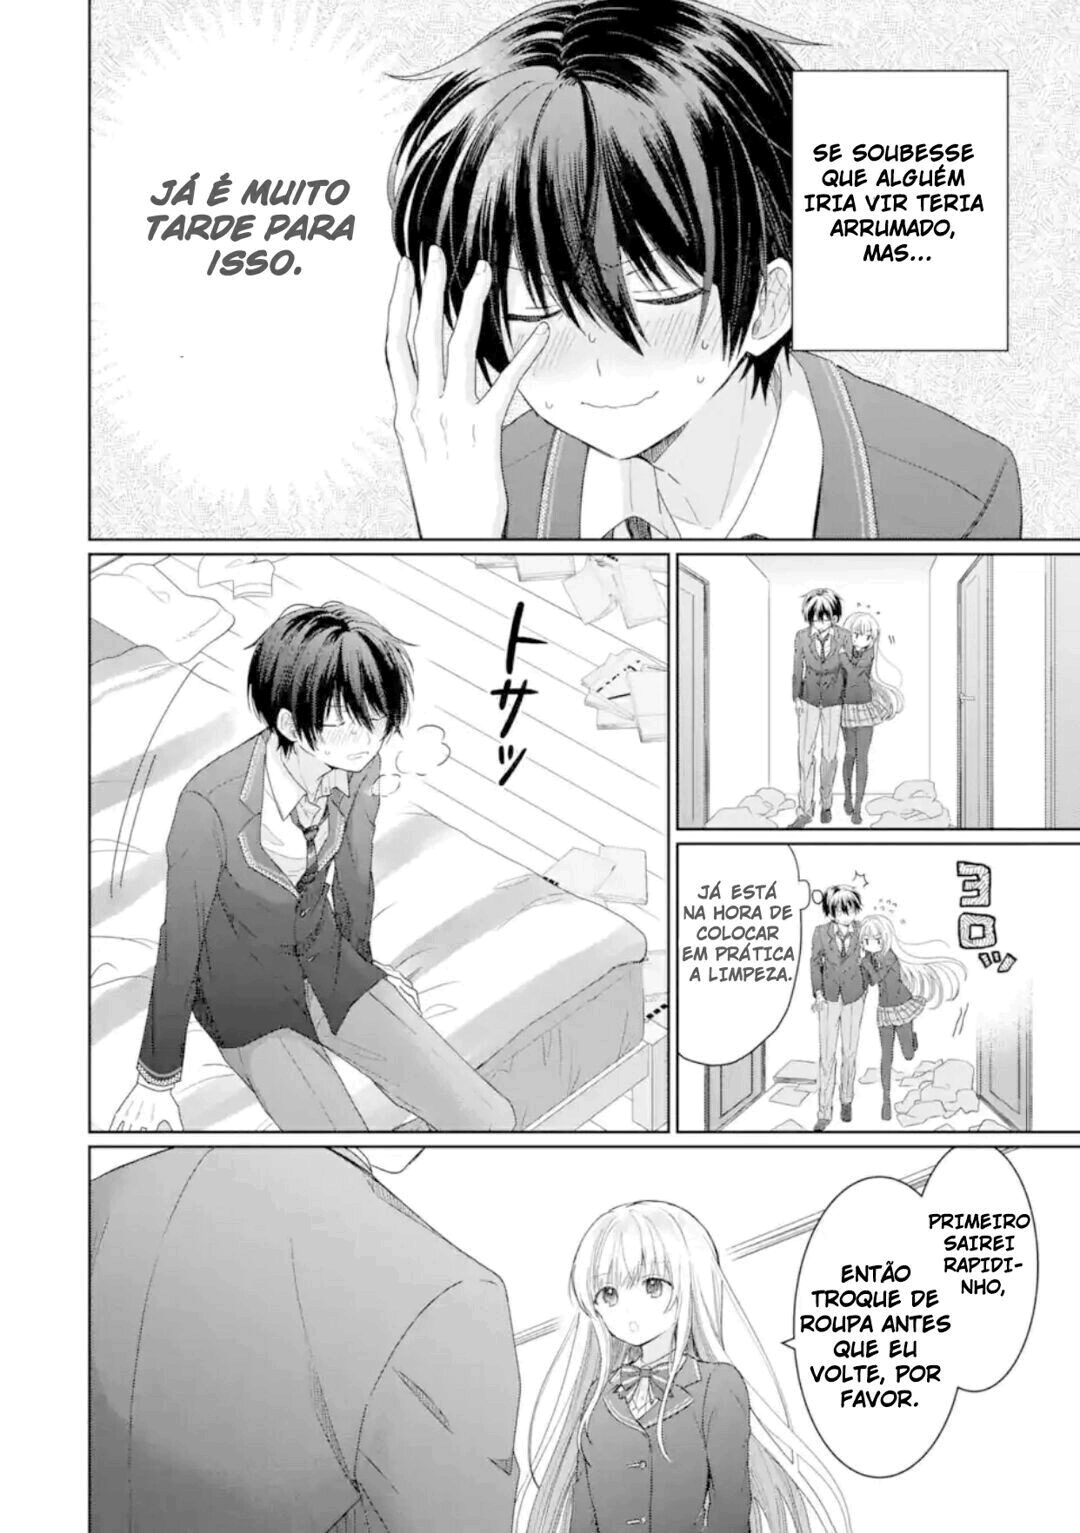 SE SOUBESSE
QUE ALGUÉM
IRIA VIR TERIA
ARRUMADO,
MAS...
JÁ É MUITO
TARDE PARA
ISSO.
JÁ ESTÁ
NA HORA DE
COLOCAR
EM PRÁTICA
A LIMPEZA.
ヨロッ
トサッ
PRIMEIRO
SAIREI
RAPIDI-
NHO,
ENTÃO
TROQUE DE
ROUPA ANTES
QUE EU
VOLTE, POR
FAVOR.